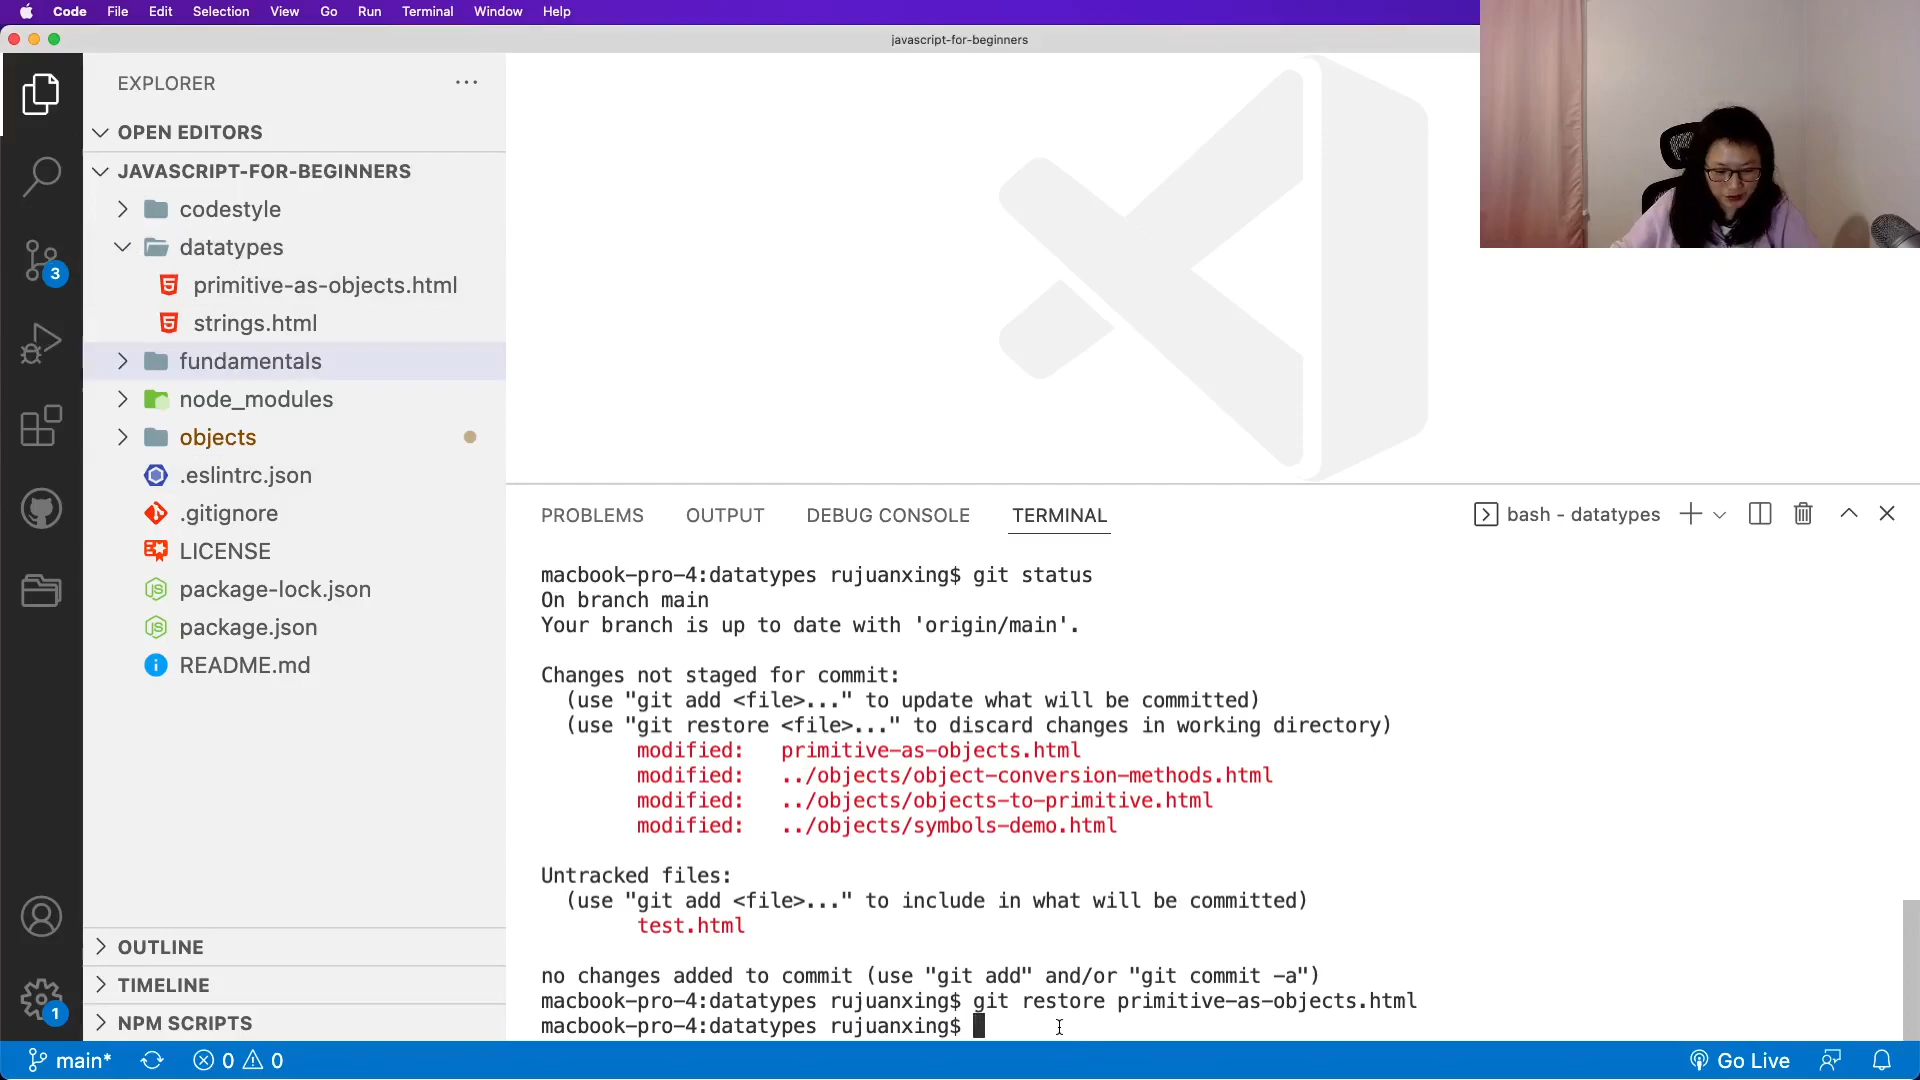 Code File Edit Selection View Go Run Terminal Window Help
javascript-for-beginners
EXPLORER
OPEN EDITORS
JAVASCRIPT-FOR-BEGINNERS
codestyle
datatypes
primitive-as-objects.html
strings.html
fundamentals
node_modules
objects
.eslintrc.json
.gitignore
LICENSE
package-lock.json
package.json
README.md
OUTLINE
TIMELINE
NPM SCRIPTS
3
1
PROBLEMS OUTPUT DEBUG CONSOLE TERMINAL
bash - datatypes
macbook-pro-4:datatypes rujuanxing$ git status
On branch main
Your branch is up to date with 'origin/main'.
Changes not staged for commit:
(use "git add <file>..." to update what will be committed)
(use "git restore <file>..." to discard changes in working directory)
modified: primitive-as-objects.html
modified: ../objects/object-conversion-methods.html
modified: ../objects/objects-to-primitive.html
modified: ../objects/symbols-demo.html
Untracked files:
(use "git add <file>..." to include in what will be committed)
test.html
no changes added to commit (use "git add" and/or "git commit -a")
macbook-pro-4:datatypes rujuanxing$ git restore primitive-as-objects.html
macbook-pro-4:datatypes rujuanxing$
main* 0 0 Go Live